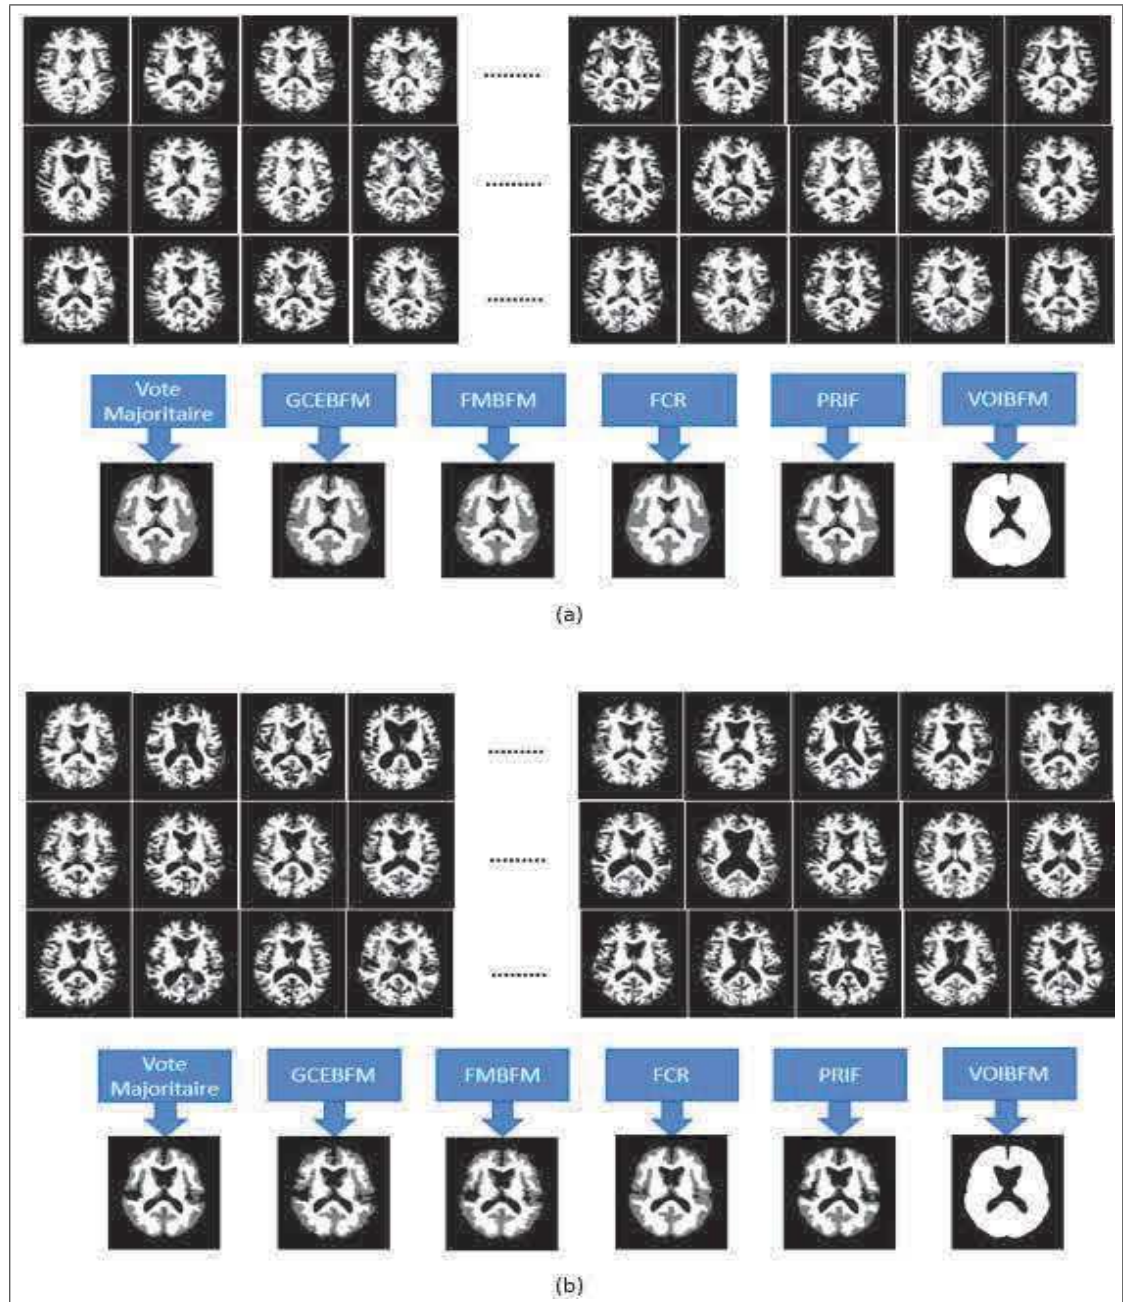 Vote
Majoritaire
GCEBFM
FMBFM
FCR
PRIF
VOIBFM
(a)
Vote
Majoritaire
GCEBFM
FMBFM
FCR
PRIF
VOIBFM
(b)